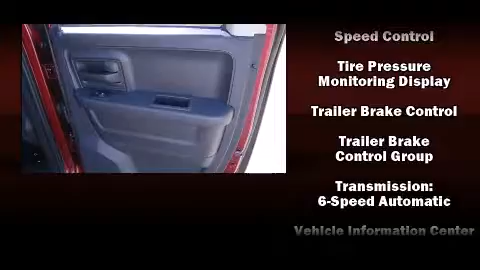 Speed Control
Tire Pressure
Monitoring Display
Trailer Brake Control
Trailer Brake
Control Group
Transmission:
6-Speed Automatic
Vehicle Information Center